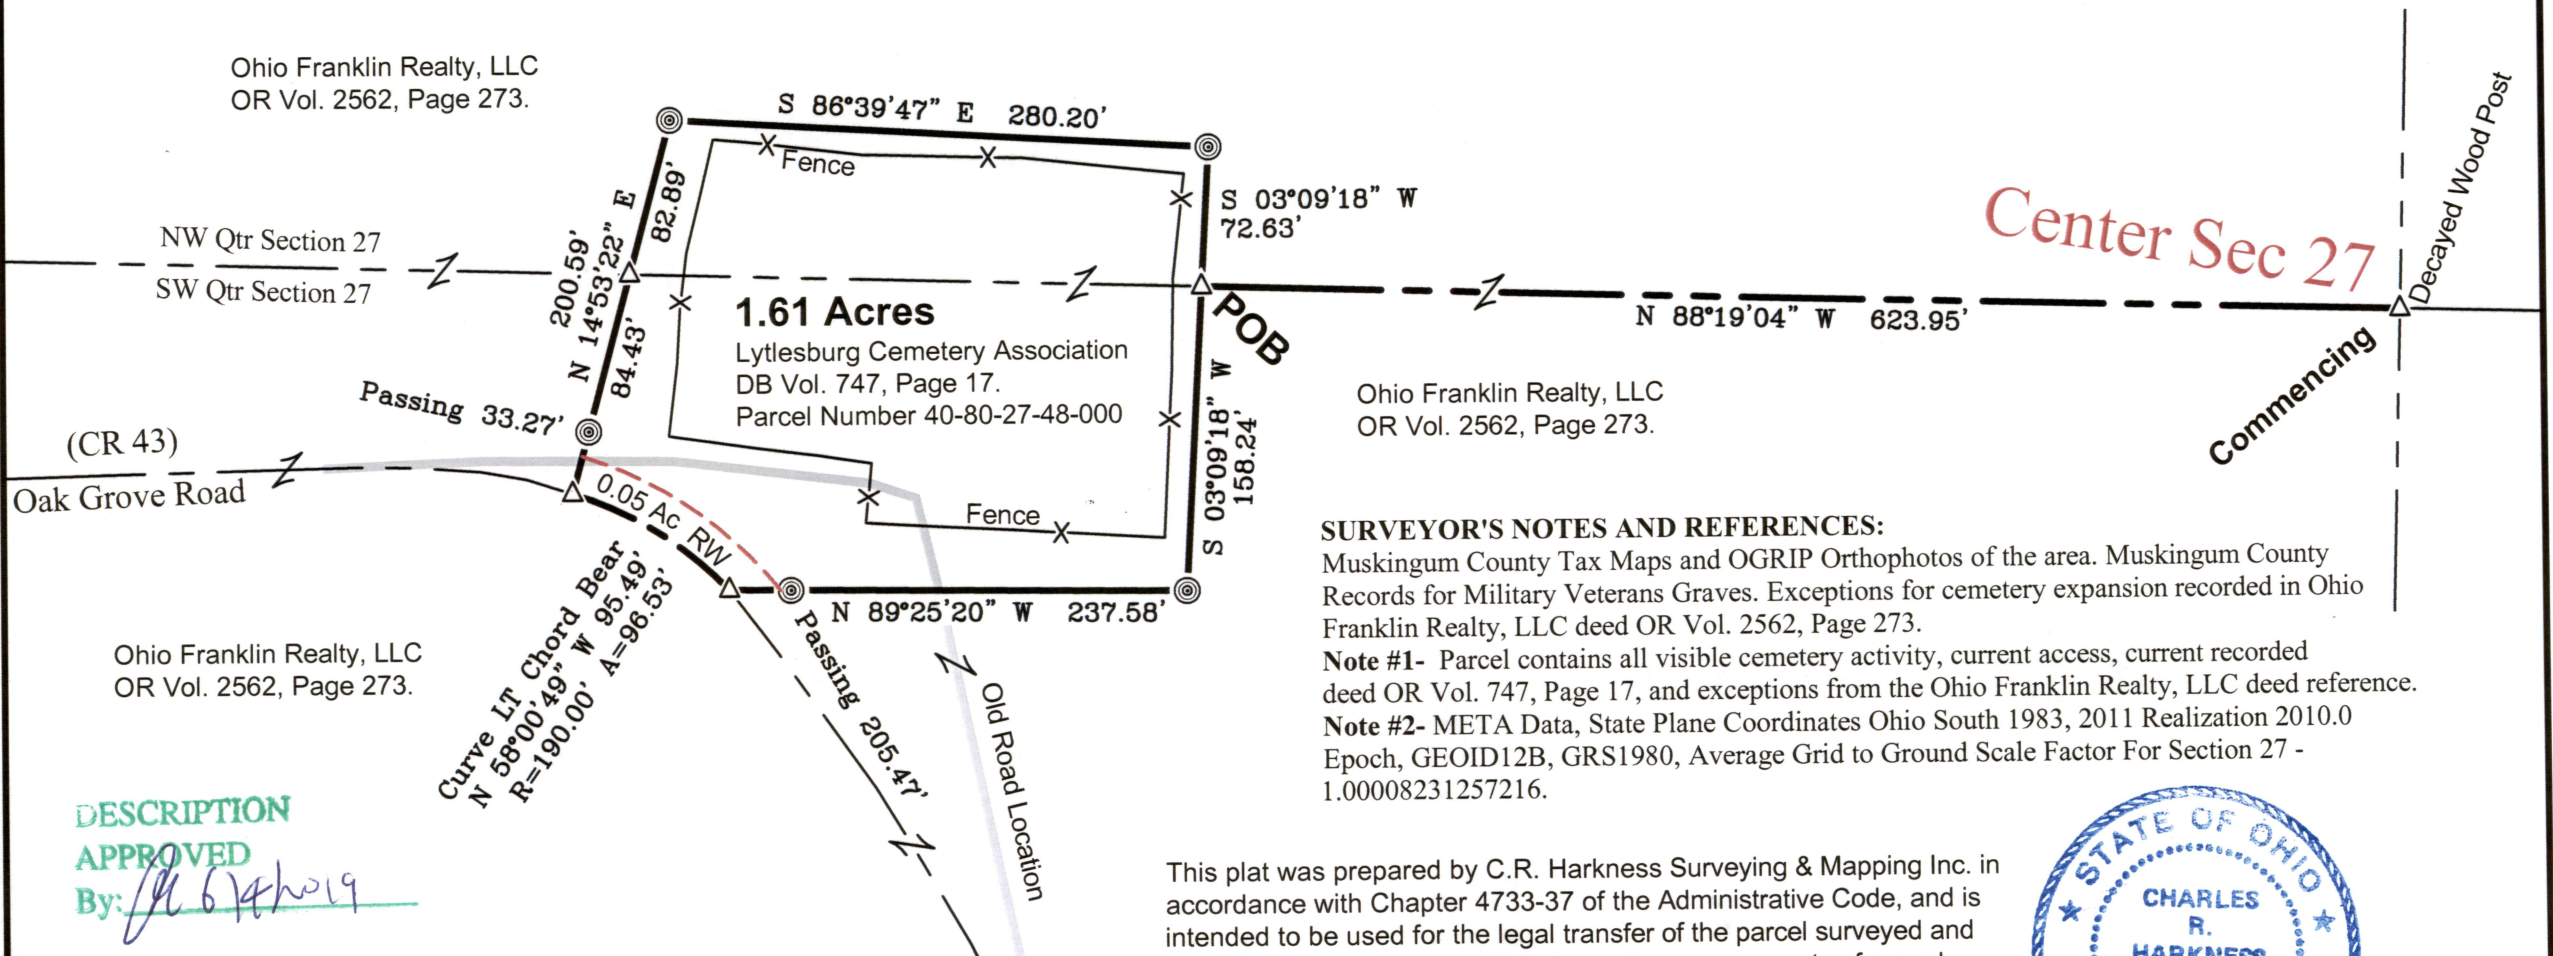 Ohio Franklin Realty, LLC
OR Vol. 2562, Page 273.
S 86°39'47" E 280.20'
Fence
82.89'
200.59'
N 14°53'22" E
84.43'
S 03°09'18" W
72.63'
NW Qtr Section 27
SW Qtr Section 27
Center Sec 27
Decayed Wood Post
N 88°19'04" W 623.95'
POB
Commencing
1.61 Acres
Lytlesburg Cemetery Association
DB Vol. 747, Page 17.
Parcel Number 40-80-27-48-000
Passing 33.27'
S 03°09'18" W
158.24'
Ohio Franklin Realty, LLC
OR Vol. 2562, Page 273.
(CR 43)
Oak Grove Road
0.05 Ac RW
Fence
N 89°25'20" W 237.58'
Passing 205.47'
Old Road Location
Curve LT Chord Bear
N 58°00'49" W 95.49'
R=190.00' A=96.53'
Ohio Franklin Realty, LLC
OR Vol. 2562, Page 273.
SURVEYOR'S NOTES AND REFERENCES:
Muskingum County Tax Maps and OGRIP Orthophotos of the area. Muskingum County
Records for Military Veterans Graves. Exceptions for cemetery expansion recorded in Ohio
Franklin Realty, LLC deed OR Vol. 2562, Page 273.
Note #1- Parcel contains all visible cemetery activity, current access, current recorded
deed OR Vol. 747, Page 17, and exceptions from the Ohio Franklin Realty, LLC deed reference.
Note #2- META Data, State Plane Coordinates Ohio South 1983, 2011 Realization 2010.0
Epoch, GEOID12B, GRS1980, Average Grid to Ground Scale Factor For Section 27 -
1.00008231257216.
DESCRIPTION
APPROVED
By:
This plat was prepared by C.R. Harkness Surveying & Mapping Inc. in
accordance with Chapter 4733-37 of the Administrative Code, and is
intended to be used for the legal transfer of the parcel surveyed and
STATE OF OHIO
CHARLES
R.
HARKNESS